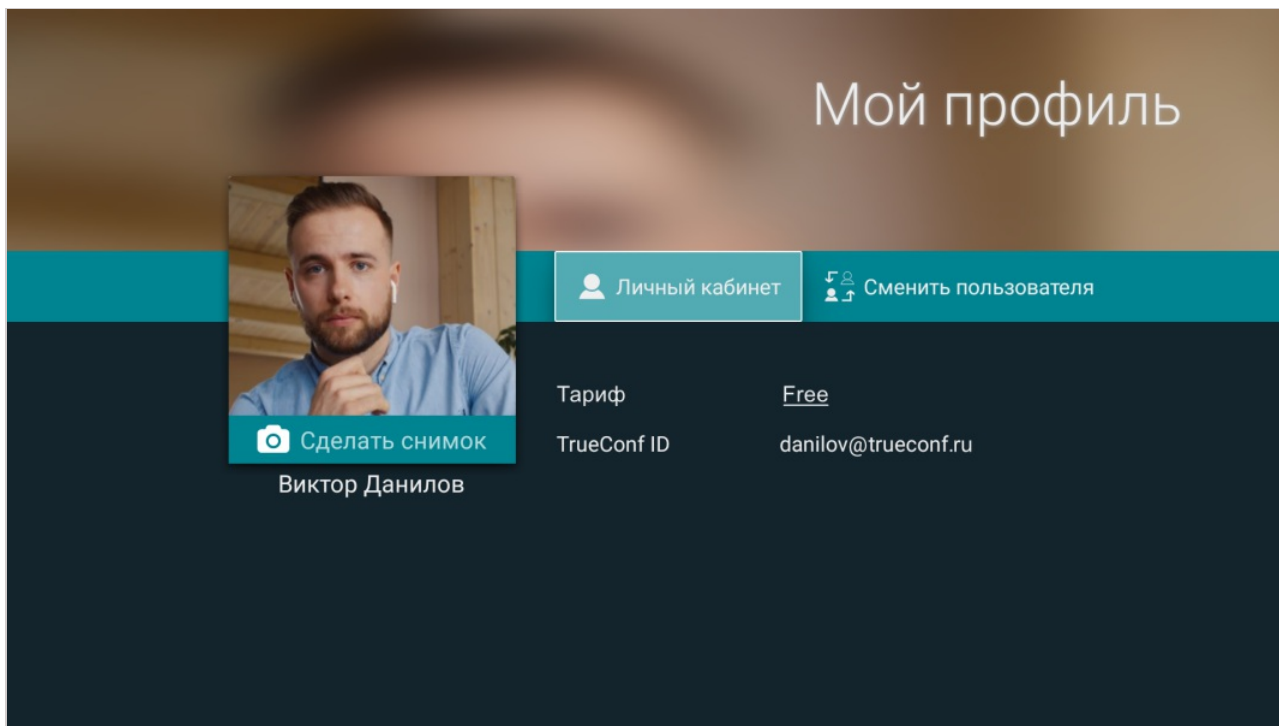 Мой профиль
Личный кабинет
Сменить пользователя
Тариф Free
TrueConf ID danilov@trueconf.ru
Сделать снимок
Виктор Данилов